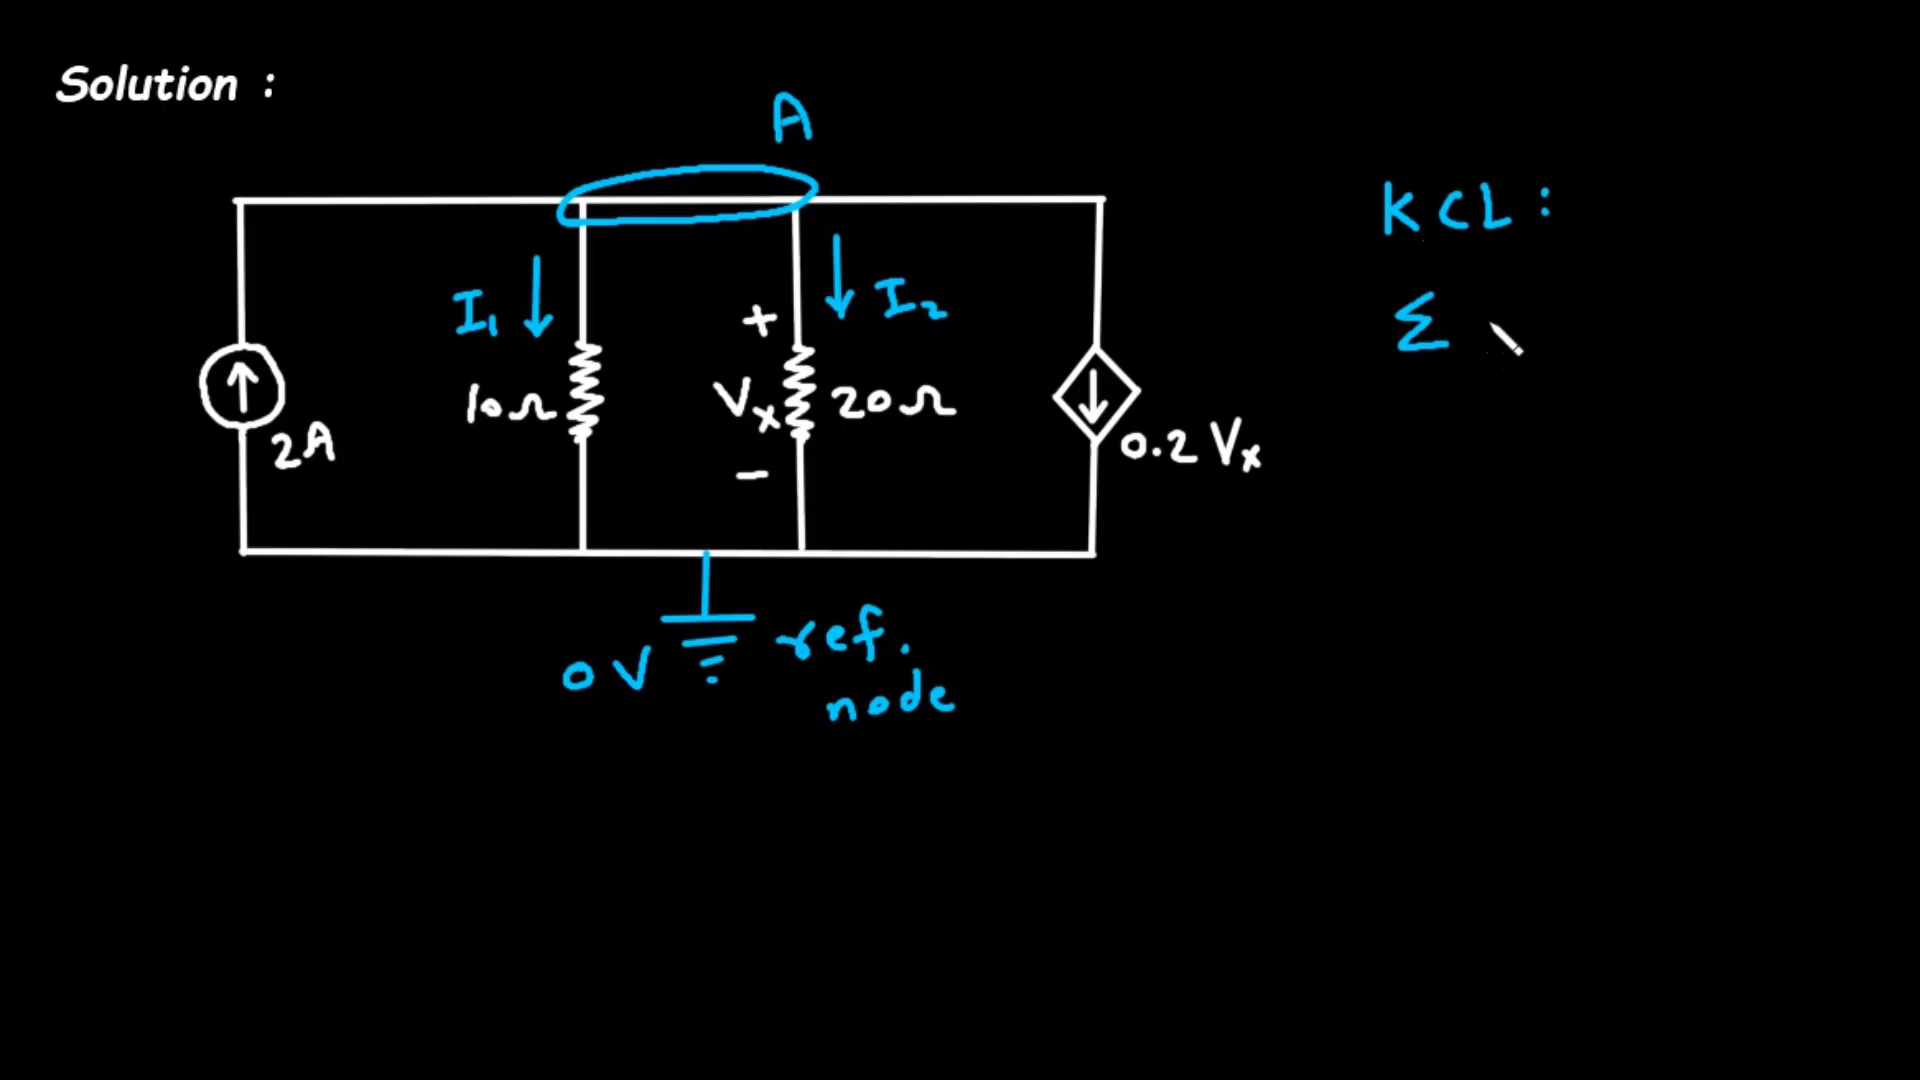 Solution :
A
KCL :
I₁
I₂
+
Σ
10Ω
Vx
20Ω
2A
0.2 Vx
−
0V
ref.
node